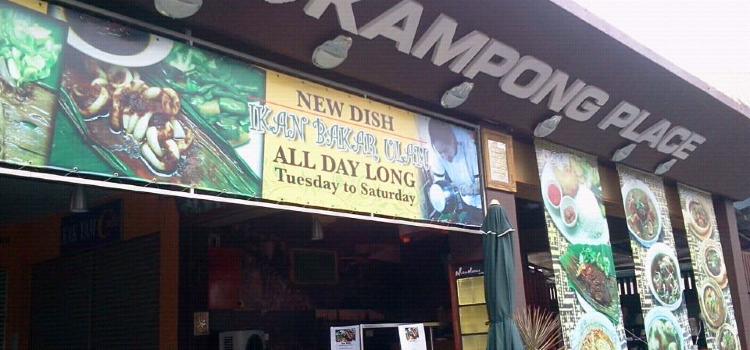 KAMPONG PLACE
NEW DISH
IKAN BAKAR, ULAM
ALL DAY LONG
Tuesday to Saturday